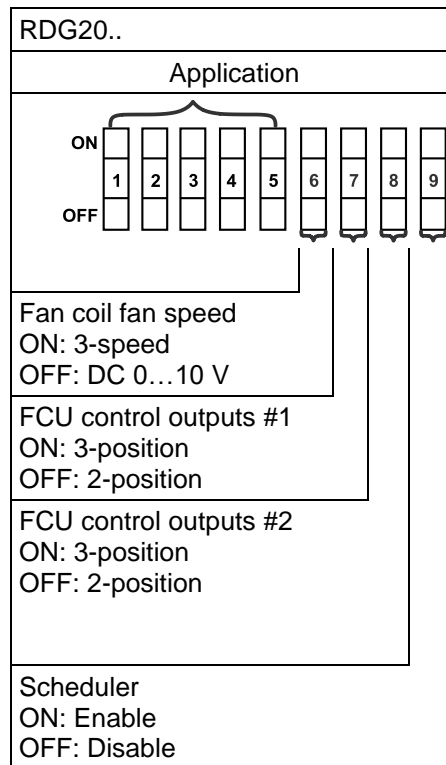 RDG20..
Application
ON
1 2 3 4 5 6 7 8 9
OFF
Fan coil fan speed
ON: 3-speed
OFF: DC 0…10 V
FCU control outputs #1
ON: 3-position
OFF: 2-position
FCU control outputs #2
ON: 3-position
OFF: 2-position
Scheduler
ON: Enable
OFF: Disable